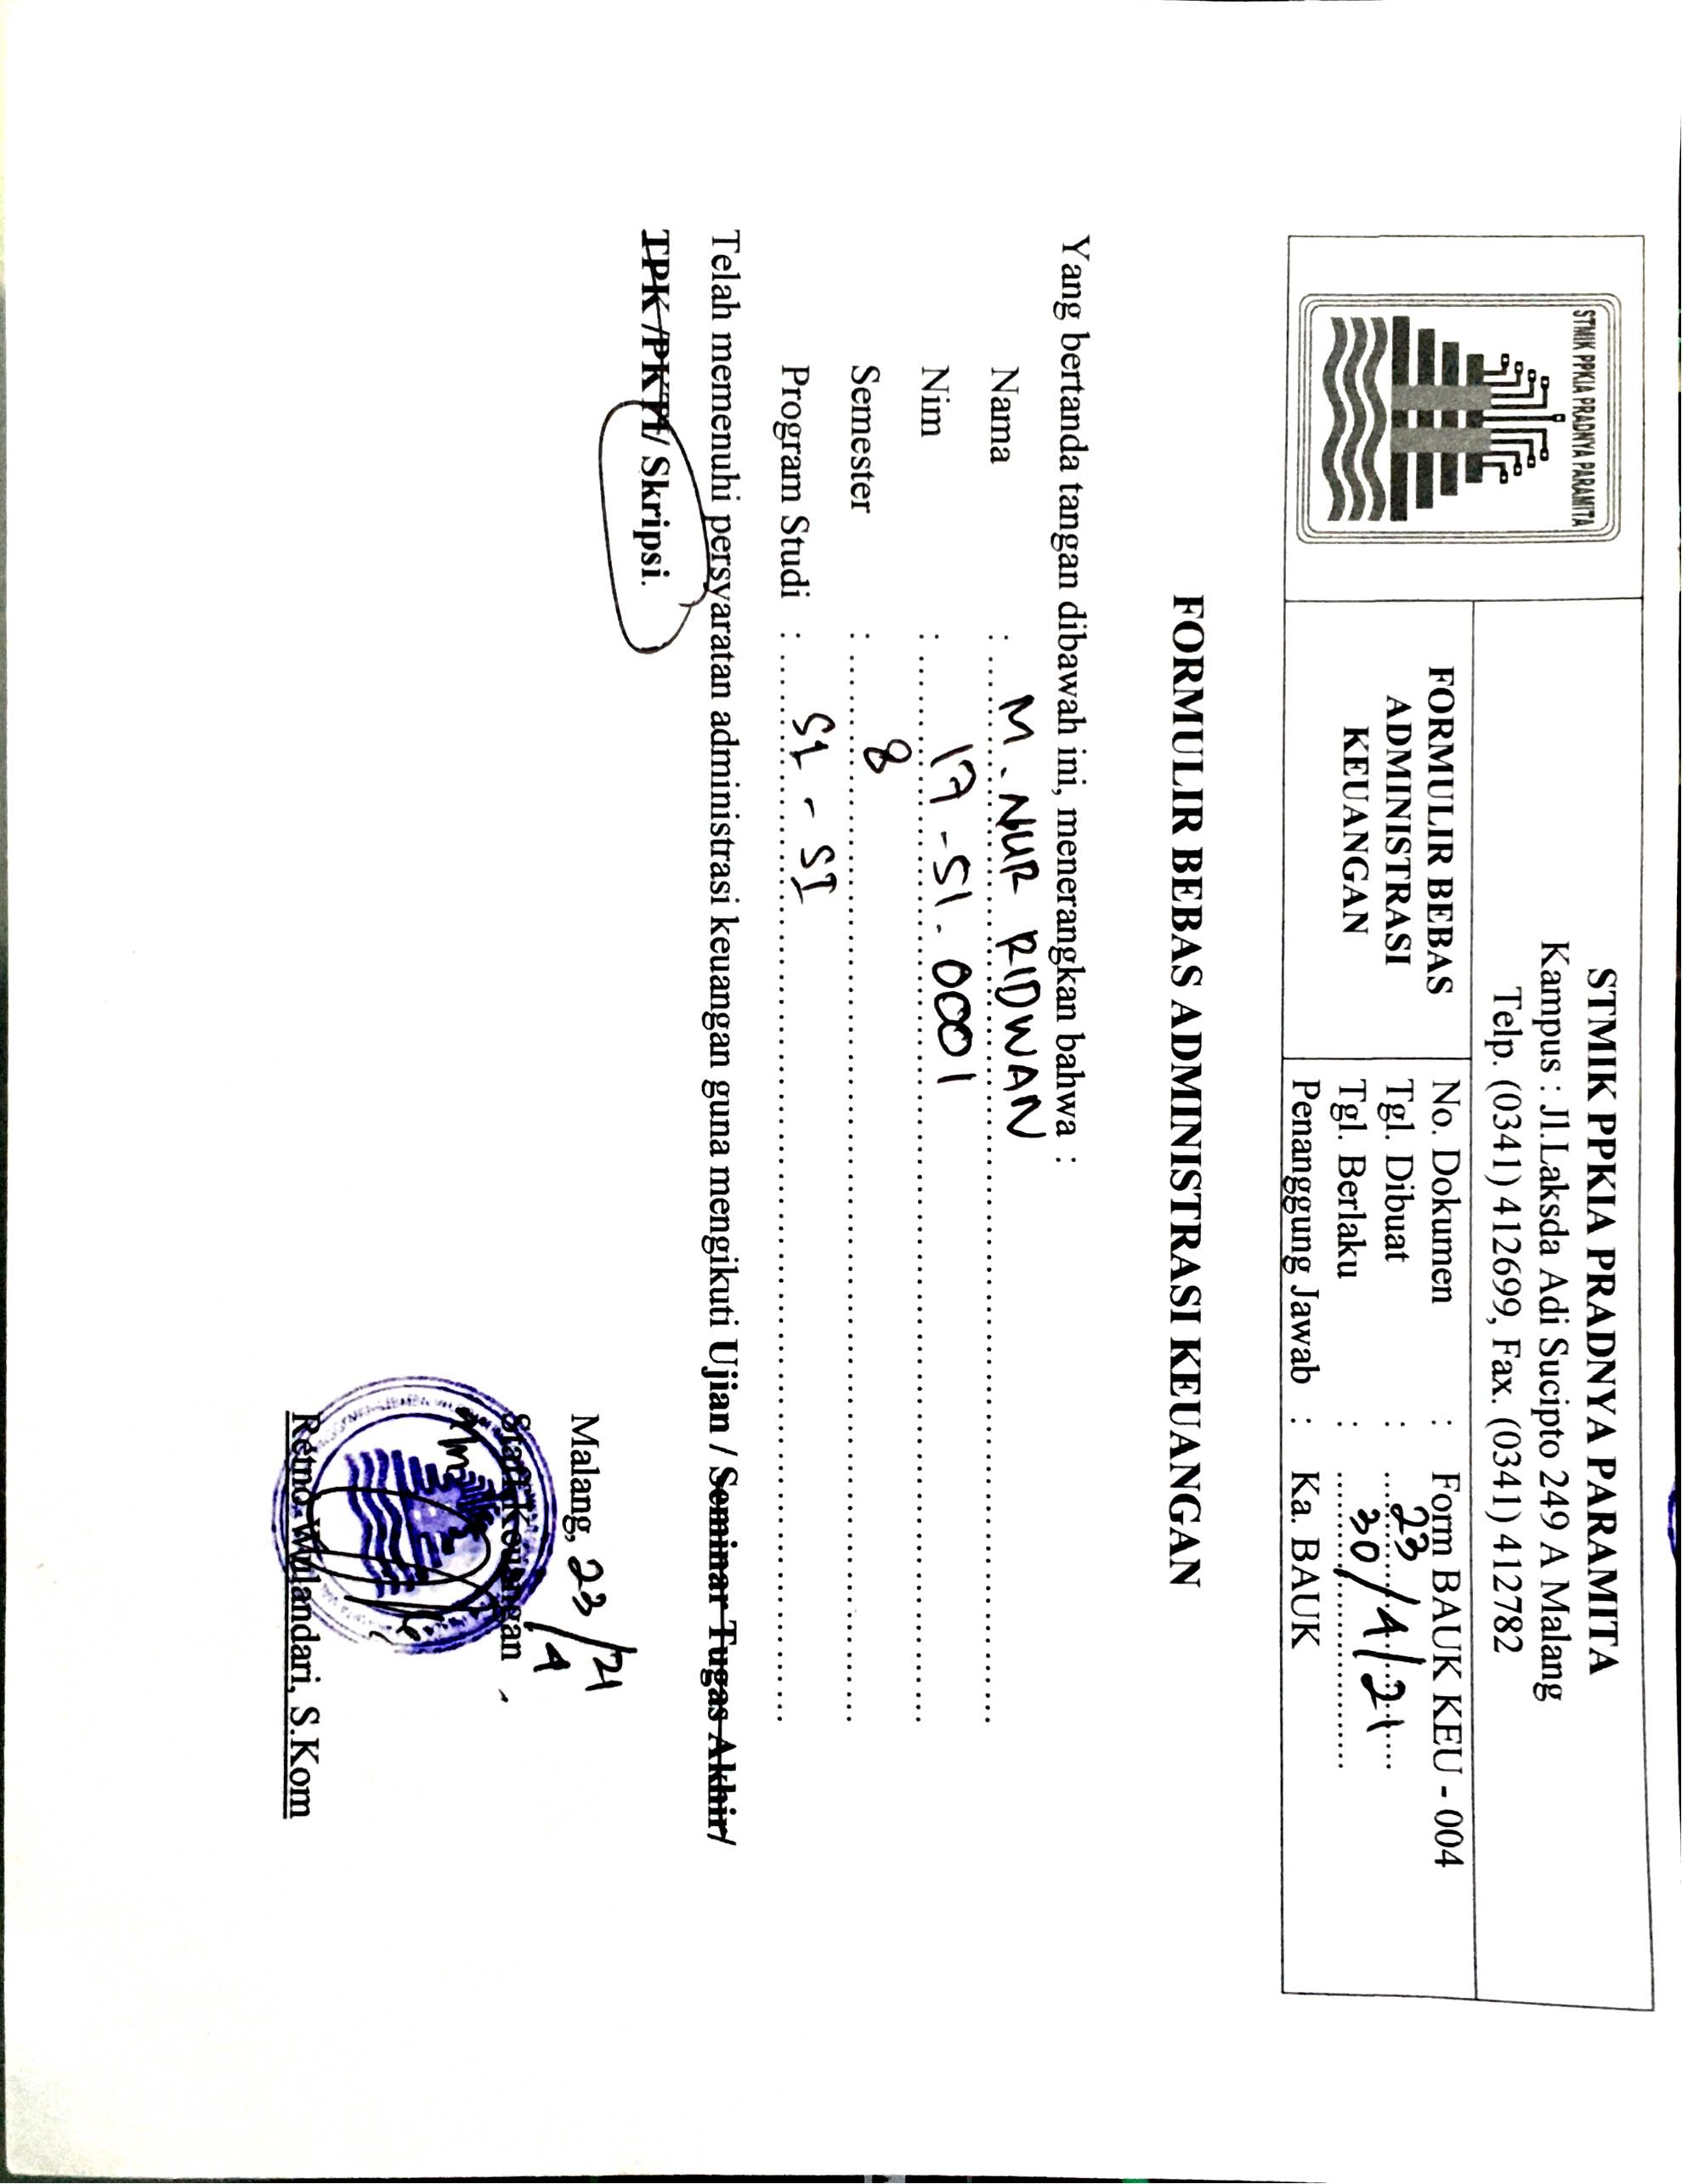 STMIK PPKIA PRADNYA PARAMITA
STMIK PPKIA PRADNYA PARAMITA
Kampus : Jl.Laksda Adi Sucipto 249 A Malang
Telp. (0341) 412699, Fax. (0341) 412782
FORMULIR BEBAS
ADMINISTRASI
KEUANGAN
No. Dokumen : Form BAUK KEU - 004
Tgl. Dibuat : 23
Tgl. Berlaku : 30/4/21
Penanggung Jawab : Ka. BAUK
FORMULIR BEBAS ADMINISTRASI KEUANGAN
Yang bertanda tangan dibawah ini, menerangkan bahwa :
Nama : M. NUR RIDWAN
Nim : 17-51.0001
Semester : 8
Program Studi : S1 - SI
Telah memenuhi persyaratan administrasi keuangan guna mengikuti Ujian / Seminar Tugas Akhir/
TPK /PKPI/ Skripsi.
Malang, 23/4 21
Staff Keuangan
Retno Wulandari, S.Kom